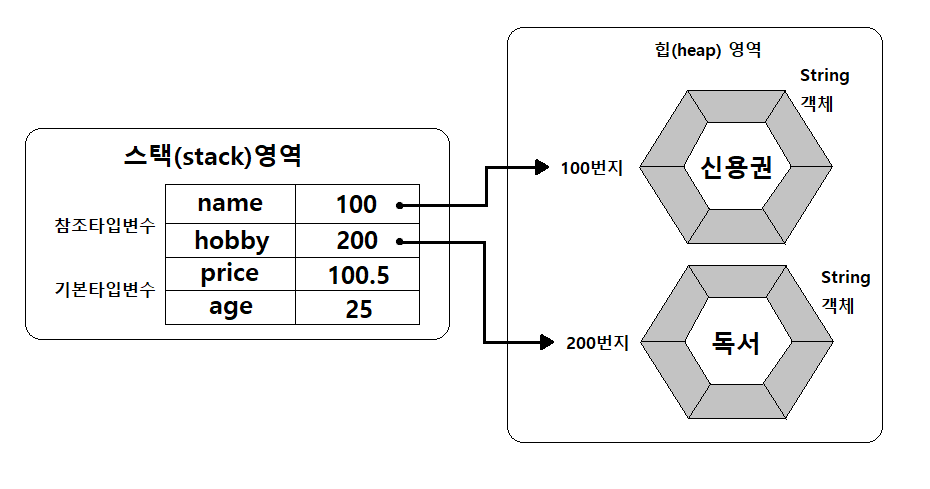 스택(stack)영역
참조타입변수
name 100
hobby 200
기본타입변수
price 100.5
age 25
힙(heap) 영역
String
객체
100번지
신용권
String
객체
200번지
독서